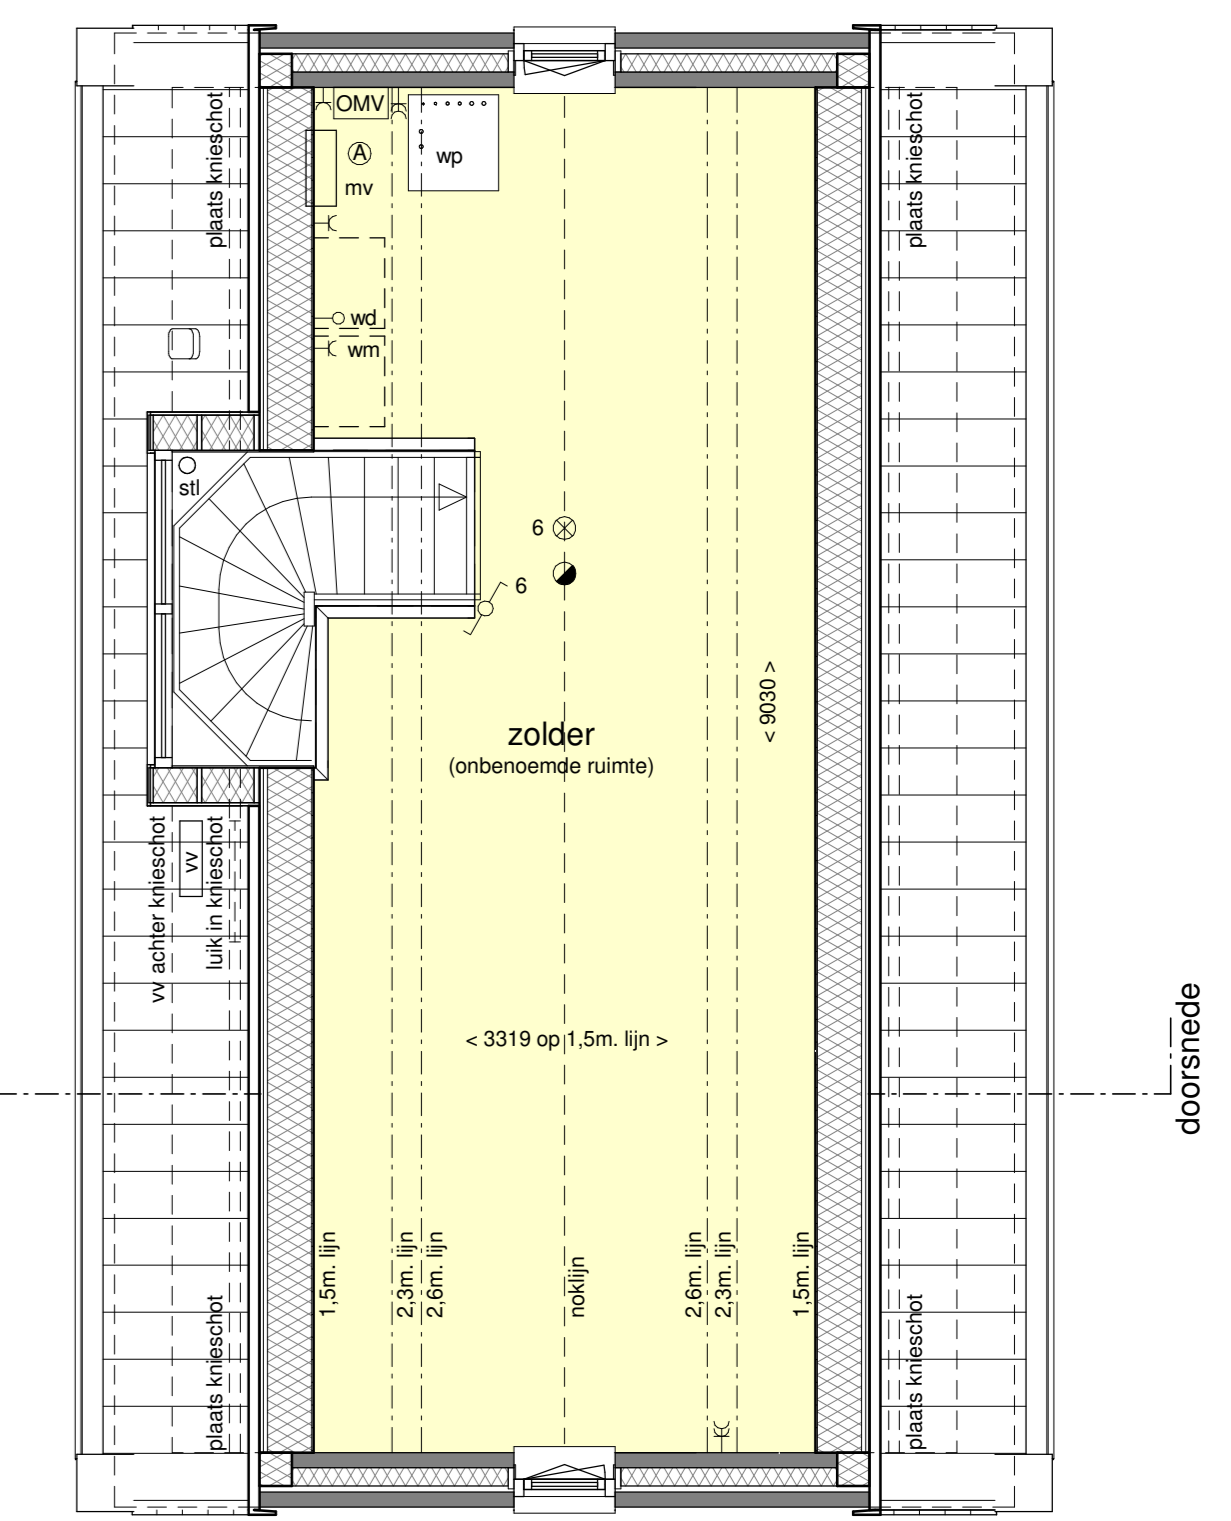 plaats knieschot
OMV
A
mv
wp
plaats knieschot
wd
wm
stl
6
6
< 9030 >
zolder
(onbenoemde ruimte)
vv achter knieschot
vv
luik in knieschot
< 3319 op 1,5m. lijn >
doorsnede
1,5m. lijn
2,3m. lijn
2,6m. lijn
noklijn
2,6m. lijn
2,3m. lijn
1,5m. lijn
plaats knieschot
plaats knieschot